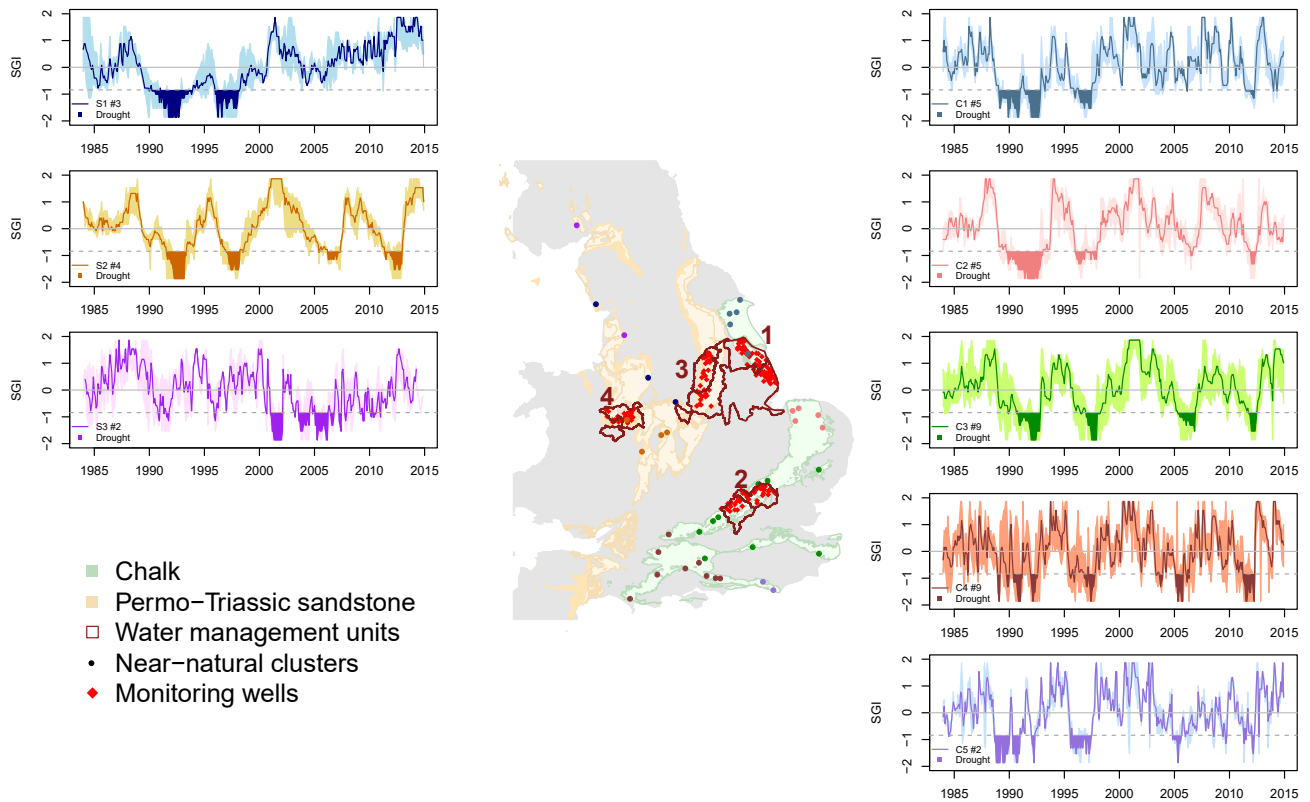 SGI
2
1
0
−1
−2
S1 #3
Drought
1985 1990 1995 2000 2005 2010 2015
SGI
2
1
0
−1
−2
S2 #4
Drought
1985 1990 1995 2000 2005 2010 2015
SGI
2
1
0
−1
−2
S3 #2
Drought
1985 1990 1995 2000 2005 2010 2015
Chalk
Permo−Triassic sandstone
Water management units
Near−natural clusters
Monitoring wells
1
3
4
2
SGI
2
1
0
−1
−2
C1 #5
Drought
1985 1990 1995 2000 2005 2010 2015
SGI
2
1
0
−1
−2
C2 #5
Drought
1985 1990 1995 2000 2005 2010 2015
SGI
2
1
0
−1
−2
C3 #9
Drought
1985 1990 1995 2000 2005 2010 2015
SGI
2
1
0
−1
−2
C4 #9
Drought
1985 1990 1995 2000 2005 2010 2015
SGI
2
1
0
−1
−2
C5 #2
Drought
1985 1990 1995 2000 2005 2010 2015